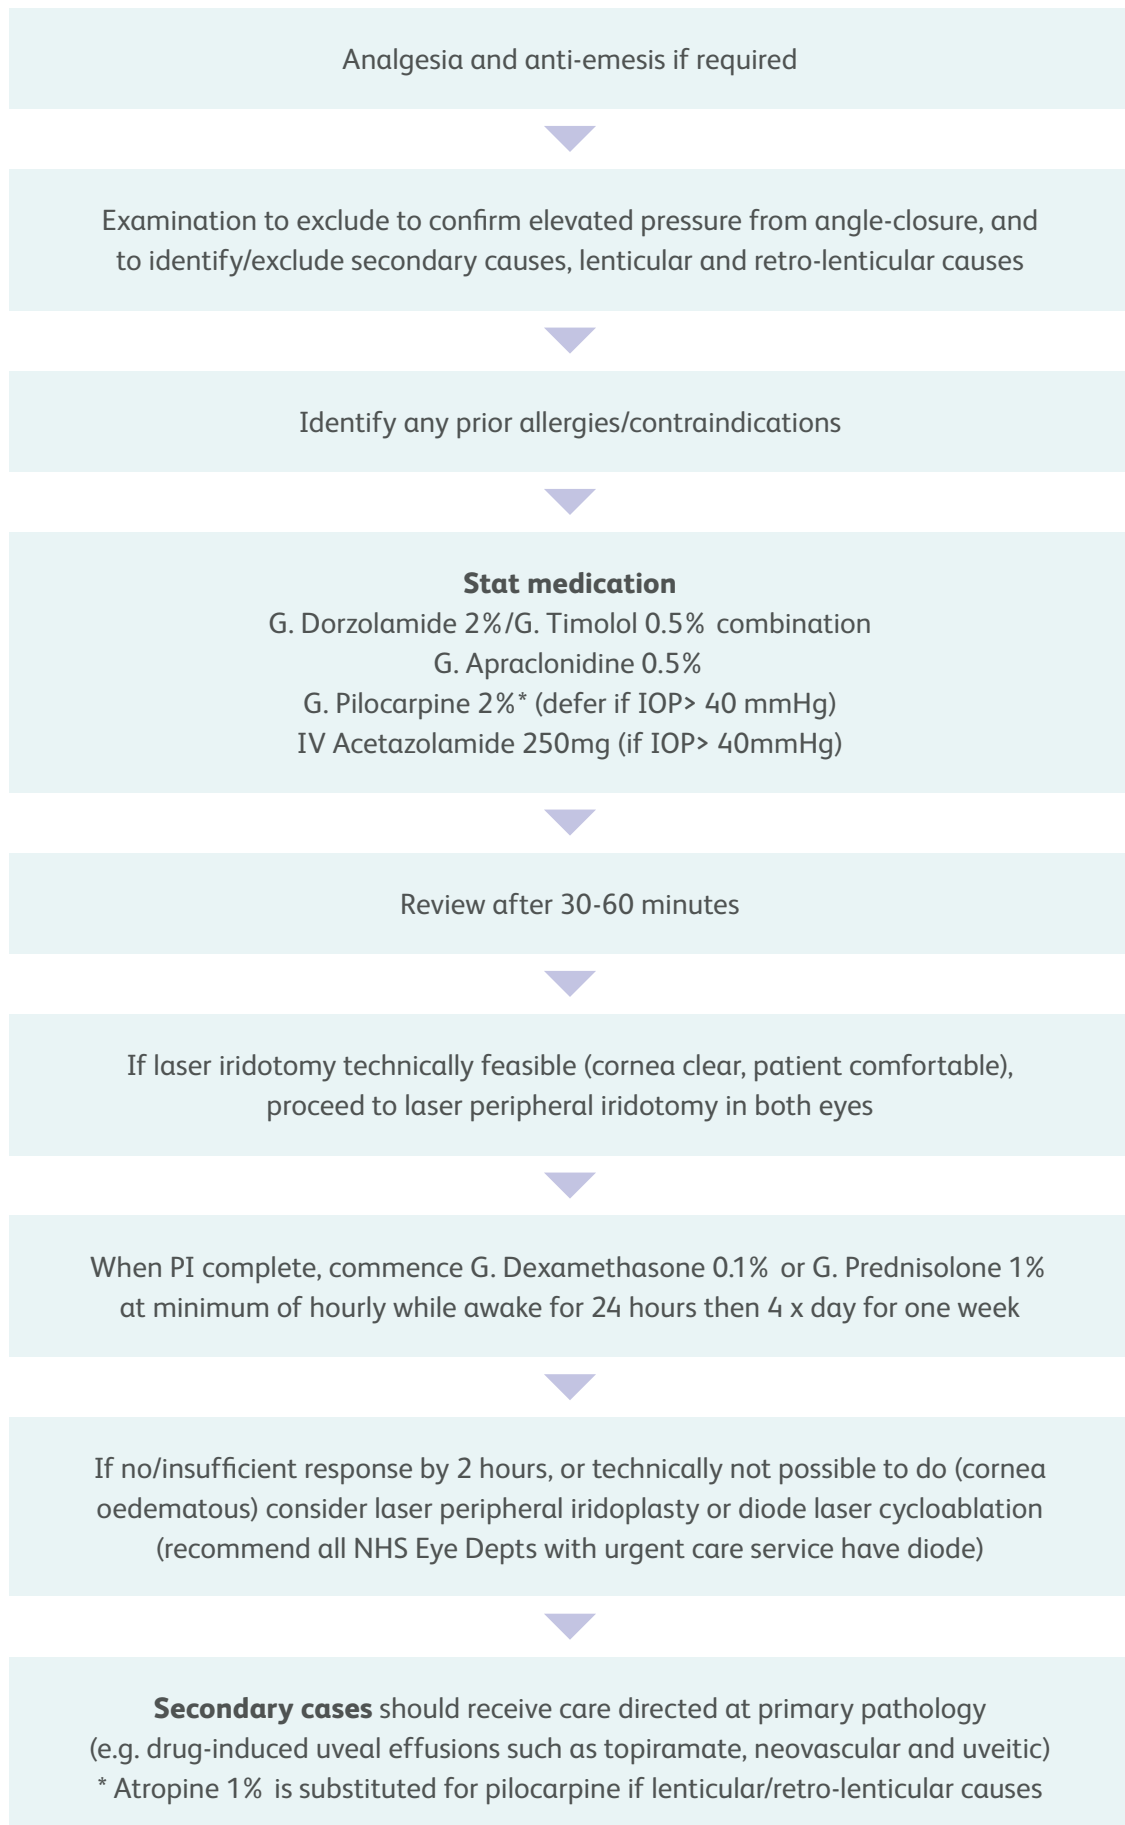 Analgesia and anti-emesis if required
Examination to exclude to confirm elevated pressure from angle-closure, and
to identify/exclude secondary causes, lenticular and retro-lenticular causes
Identify any prior allergies/contraindications
Stat medication
G. Dorzolamide 2%/G. Timolol 0.5% combination
G. Apraclonidine 0.5%
G. Pilocarpine 2%* (defer if IOP> 40 mmHg)
IV Acetazolamide 250mg (if IOP> 40mmHg)
Review after 30-60 minutes
If laser iridotomy technically feasible (cornea clear, patient comfortable),
proceed to laser peripheral iridotomy in both eyes
When PI complete, commence G. Dexamethasone 0.1% or G. Prednisolone 1%
at minimum of hourly while awake for 24 hours then 4 x day for one week
If no/insufficient response by 2 hours, or technically not possible to do (cornea
oedematous) consider laser peripheral iridoplasty or diode laser cycloablation
(recommend all NHS Eye Depts with urgent care service have diode)
Secondary cases should receive care directed at primary pathology
(e.g. drug-induced uveal effusions such as topiramate, neovascular and uveitic)
* Atropine 1% is substituted for pilocarpine if lenticular/retro-lenticular causes